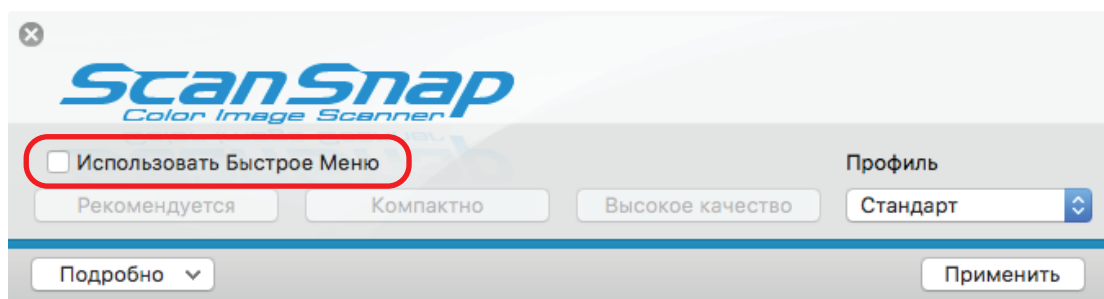 ScanSnap
Color Image Scanner
Использовать Быстрое Меню
Профиль
Рекомендуется
Компактно
Высокое качество
Стандарт
Подробно
Применить